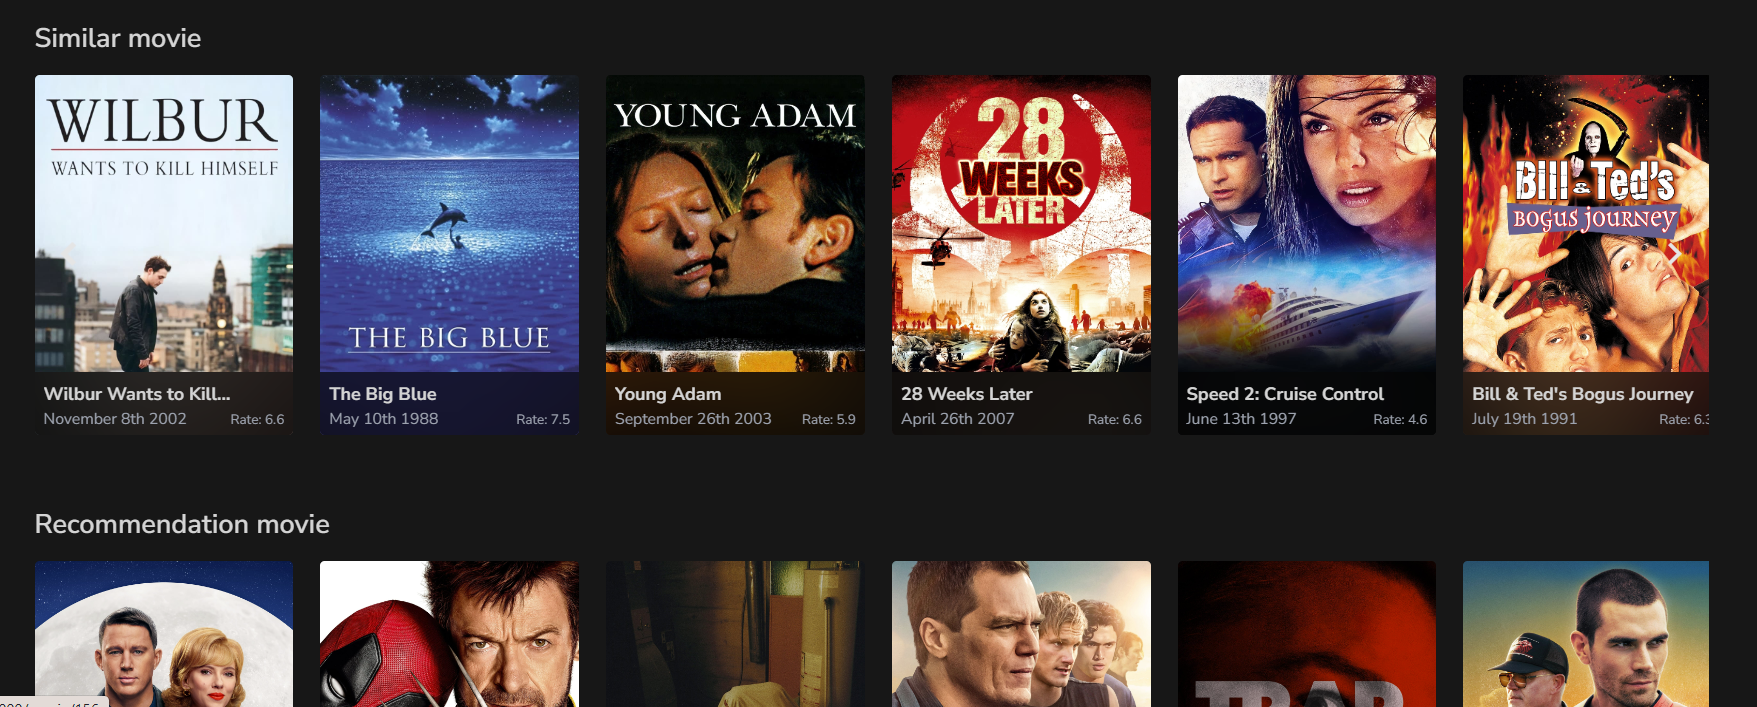 Similar movie
WILBUR
WANTS TO KILL HIMSELF
THE BIG BLUE
YOUNG ADAM
28
WEEKS
LATER
Bill & Ted's
BOGUS JOURNEY
Wilbur Wants to Kill...
November 8th 2002 Rate: 6.6
The Big Blue
May 10th 1988 Rate: 7.5
Young Adam
September 26th 2003 Rate: 5.9
28 Weeks Later
April 26th 2007 Rate: 6.6
Speed 2: Cruise Control
June 13th 1997 Rate: 4.6
Bill & Ted's Bogus Journey
July 19th 1991 Rate: 6.3
Recommendation movie
TRAP